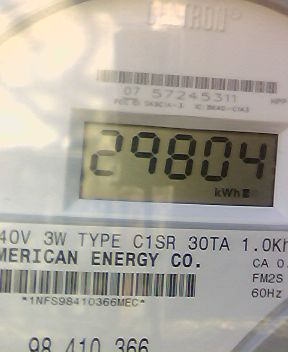 CENTRON®
07 57245311
29804
kWh
40V 3W TYPE C1SR 30TA 1.0Kh
MERICAN ENERGY CO.
CA 0.
FM2S
60Hz
*1NFS98410366MEC*
98 410 366